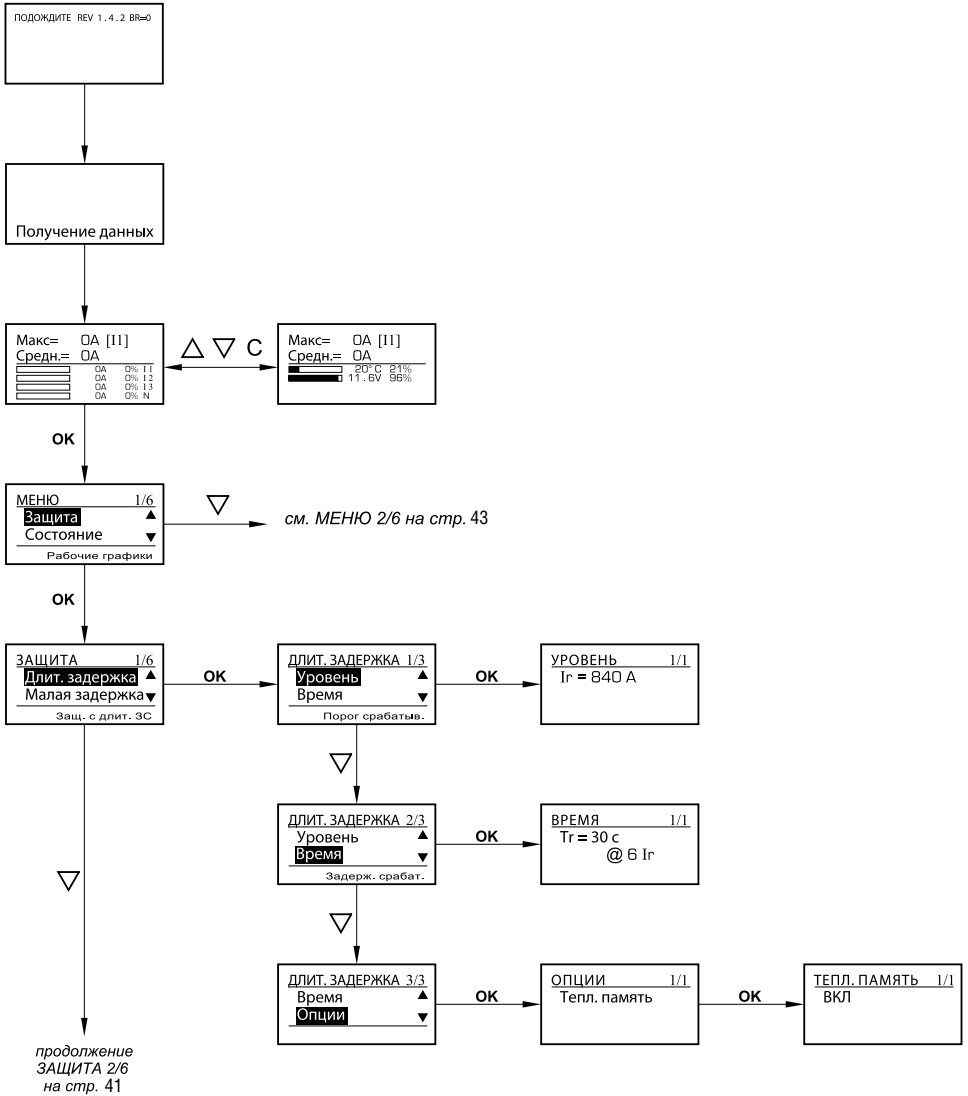 ПОДОЖДИТЕ REV 1.4.2 BR=0
Получение данных
Макс= 0A [I1]
Средн.= 0A
0A 0% I1
0A 0% I2
0A 0% I3
0A 0% N
C
Макс= 0A [I1]
Средн.= 0A
20°C 21%
11.6V 96%
OK
МЕНЮ 1/6
Защита
Состояние
Рабочие графики
см. МЕНЮ 2/6 на стр. 43
OK
ЗАЩИТА 1/6
Длит. задержка
Малая задержка
Защ. с длит. ЗС
OK
ДЛИТ. ЗАДЕРЖКА 1/3
Уровень
Время
Порог срабатыв.
OK
УРОВЕНЬ 1/1
Ir = 840 A
ДЛИТ. ЗАДЕРЖКА 2/3
Уровень
Время
Задерж. срабат.
OK
ВРЕМЯ 1/1
Tr = 30 с
@ 6 Ir
ДЛИТ. ЗАДЕРЖКА 3/3
Время
Опции
OK
ОПЦИИ 1/1
Тепл. память
OK
ТЕПЛ. ПАМЯТЬ 1/1
ВКЛ
продолжение
ЗАЩИТА 2/6
на стр. 41